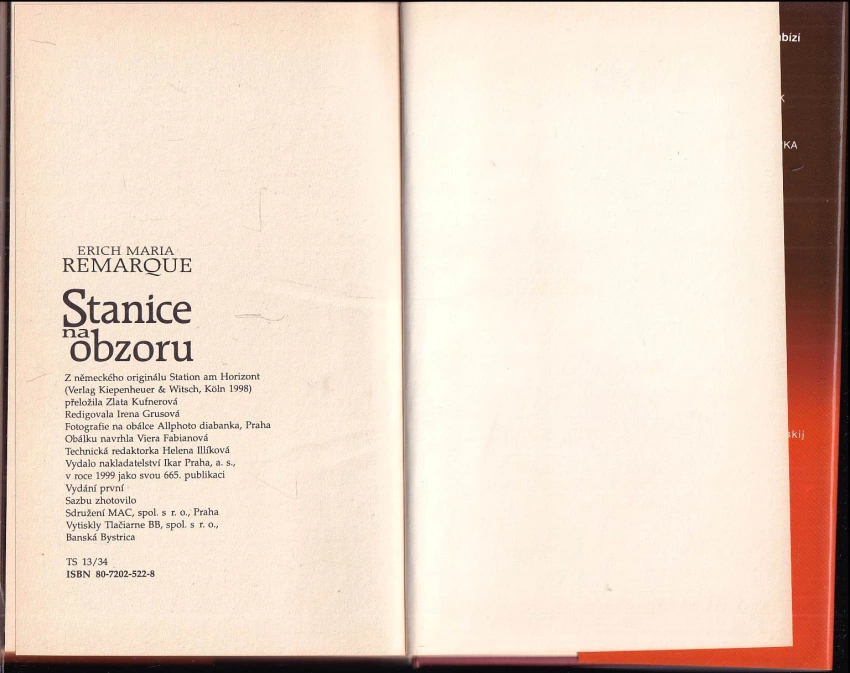 ERICH MARIA
REMARQUE
Stanice
na
obzoru
Z německého originálu Station am Horizont
(Verlag Kiepenheuer & Witsch, Köln 1998)
přeložila Zlata Kufnerová
Redigovala Irena Grusová
Fotografie na obálce Allphoto diabanka, Praha
Obálku navrhla Viera Fabianová
Technická redaktorka Helena Illíková
Vydalo nakladatelství Ikar Praha, a. s.,
v roce 1999 jako svou 665. publikaci
Vydání první
Sazbu zhotovilo
Sdružení MAC, spol. s r. o., Praha
Vytiskly Tlačiarne BB, spol. s r. o.,
Banská Bystrica
TS 13/34
ISBN 80-7202-522-8